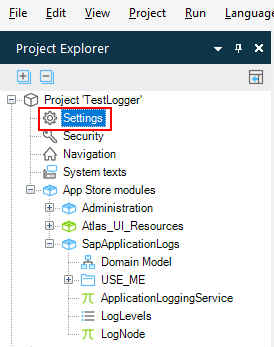 File View Edit Project Run Language
Project Explorer
Project 'TestLogger'
Settings
Security
Navigation
System texts
App Store modules
Administration
Atlas_UI_Resources
SapApplicationLogs
Domain Model
USE_ME
ApplicationLoggingService
LogLevels
LogNode